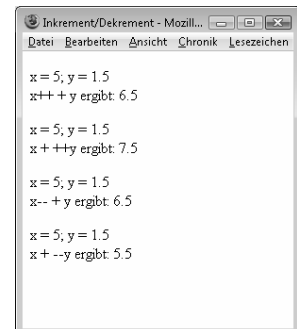 Inkrement/Dekrement - Mozill...
Datei Bearbeiten Ansicht Chronik Lesezeichen
x = 5; y = 1.5
x++ + y ergibt: 6.5
x = 5; y = 1.5
x + ++y ergibt: 7.5
x = 5; y = 1.5
x-- + y ergibt: 6.5
x = 5; y = 1.5
x + --y ergibt: 5.5